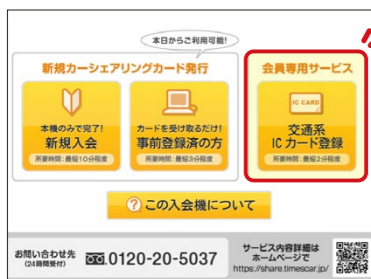 本日からご利用可能!
新規カーシェアリングカード発行
本機のみで完了!
新規入会
所要時間:最短10分程度
カードを受け取るだけ!
事前登録済の方
所要時間:最短3分程度
会員専用サービス
IC CARD
交通系
ICカード登録
所要時間:最短2分程度
? この入会機について
お問い合わせ先
(24時間受付)
0120-20-5037
サービス内容詳細は
ホームページで
https://share.timescar.jp/